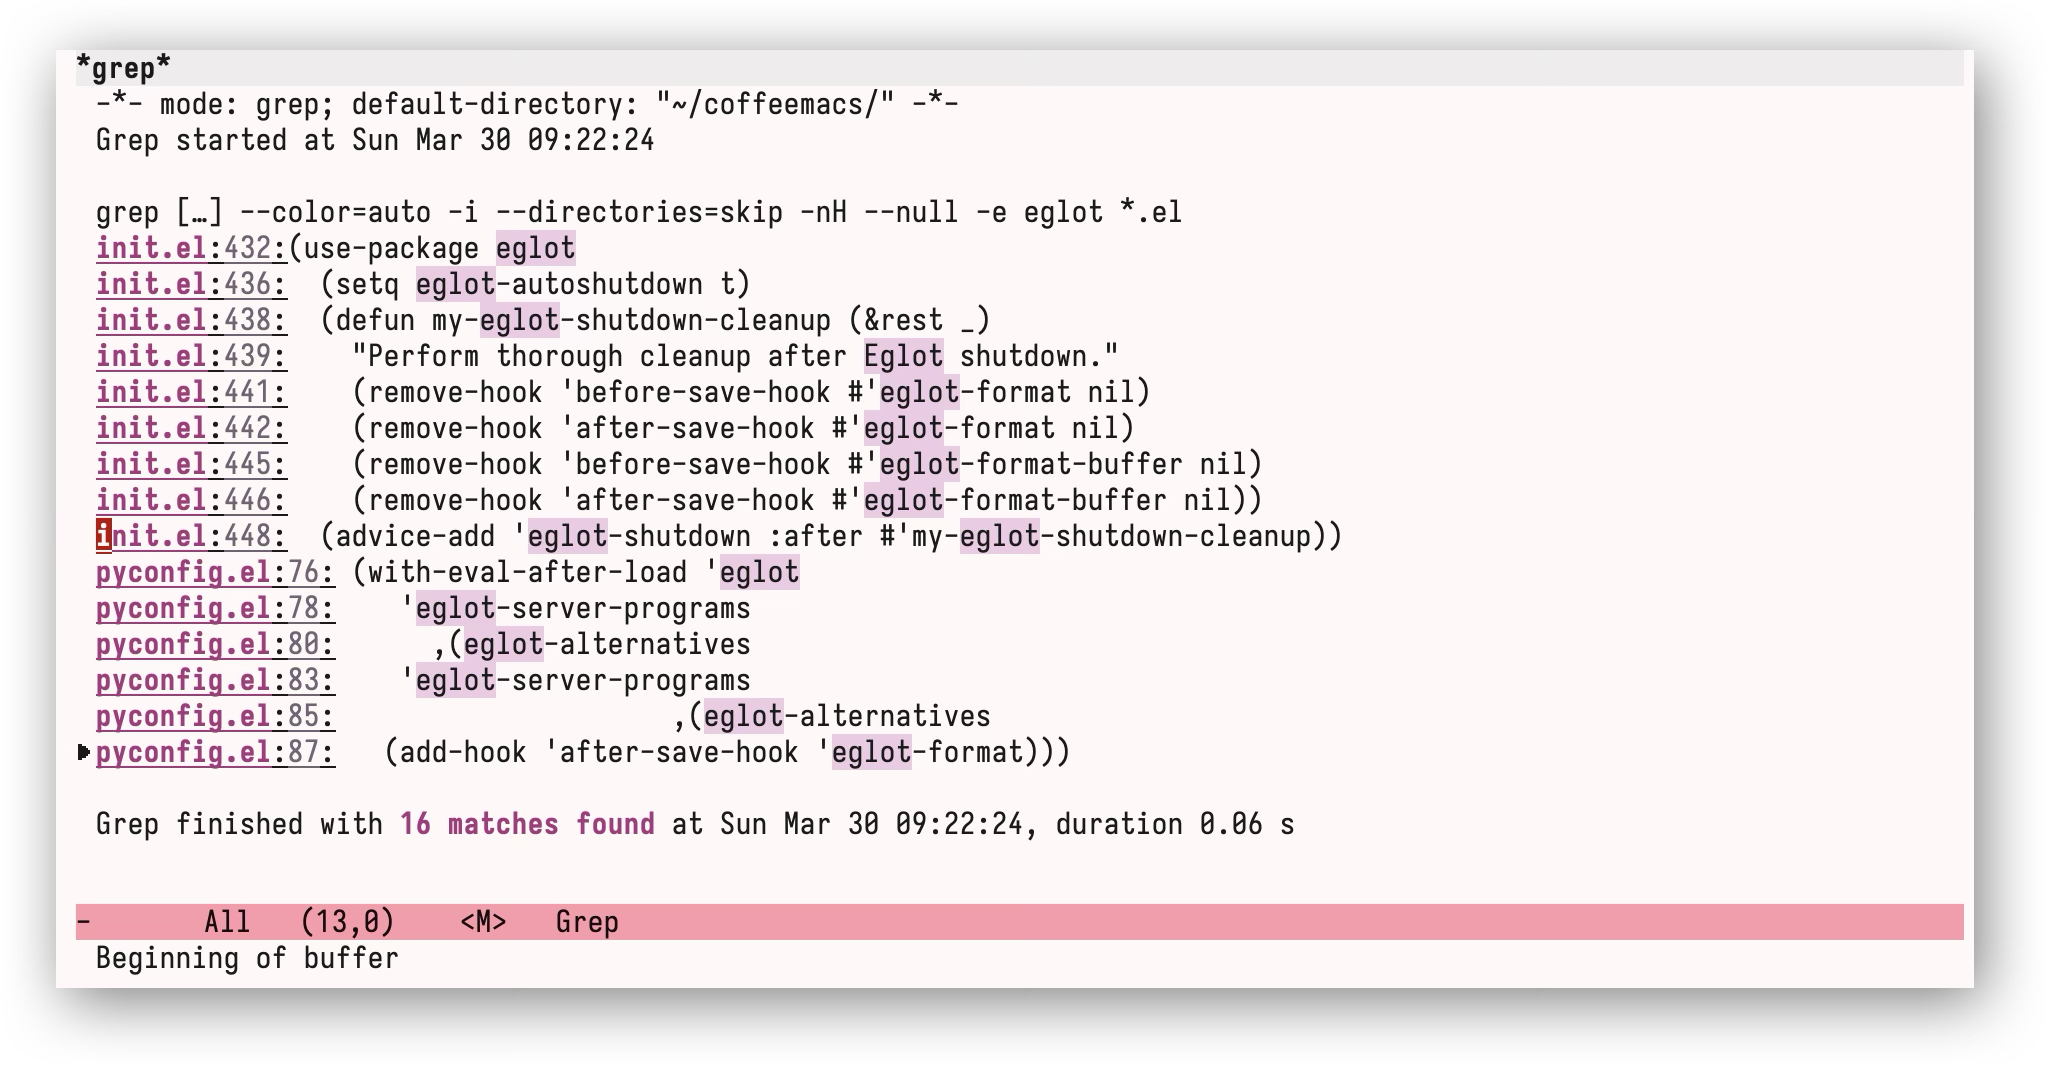 *grep*
-*- mode: grep; default-directory: "~/coffeemacs/" -*-
Grep started at Sun Mar 30 09:22:24
grep […] --color=auto -i --directories=skip -nH --null -e eglot *.el
init.el:432:(use-package eglot
init.el:436:  (setq eglot-autoshutdown t)
init.el:438:  (defun my-eglot-shutdown-cleanup (&rest _)
init.el:439:    "Perform thorough cleanup after Eglot shutdown."
init.el:441:    (remove-hook 'before-save-hook #'eglot-format nil)
init.el:442:    (remove-hook 'after-save-hook #'eglot-format nil)
init.el:445:    (remove-hook 'before-save-hook #'eglot-format-buffer nil)
init.el:446:    (remove-hook 'after-save-hook #'eglot-format-buffer nil))
init.el:448:  (advice-add 'eglot-shutdown :after #'my-eglot-shutdown-cleanup))
pyconfig.el:76: (with-eval-after-load 'eglot
pyconfig.el:78:    'eglot-server-programs
pyconfig.el:80:      ,(eglot-alternatives
pyconfig.el:83:    'eglot-server-programs
pyconfig.el:85:                     ,(eglot-alternatives
pyconfig.el:87:   (add-hook 'after-save-hook 'eglot-format)))
Grep finished with 16 matches found at Sun Mar 30 09:22:24, duration 0.06 s
-       All   (13,0)    <M>   Grep
Beginning of buffer